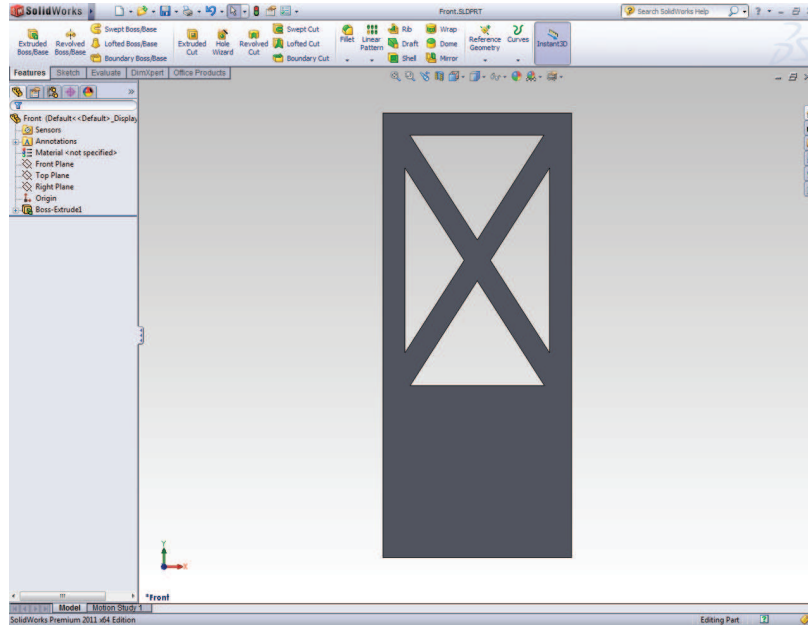 SolidWorks
Front.SLDPRT
Search SolidWorks Help
Extruded Boss/Base
Revolved Boss/Base
Swept Boss/Base
Lofted Boss/Base
Boundary Boss/Base
Extruded Cut
Hole Wizard
Revolved Cut
Swept Cut
Lofted Cut
Boundary Cut
Fillet
Linear Pattern
Rib
Draft
Shell
Wrap
Dome
Mirror
Reference Geometry
Curves
Instant3D
Features Sketch Evaluate DimXpert Office Products
Front (Default<<Default>_Display
Sensors
Annotations
Material <not specified>
Front Plane
Top Plane
Right Plane
Origin
Boss-Extrude1
Y
X
*Front
Model Motion Study 1
SolidWorks Premium 2011 x64 Edition
Editing Part